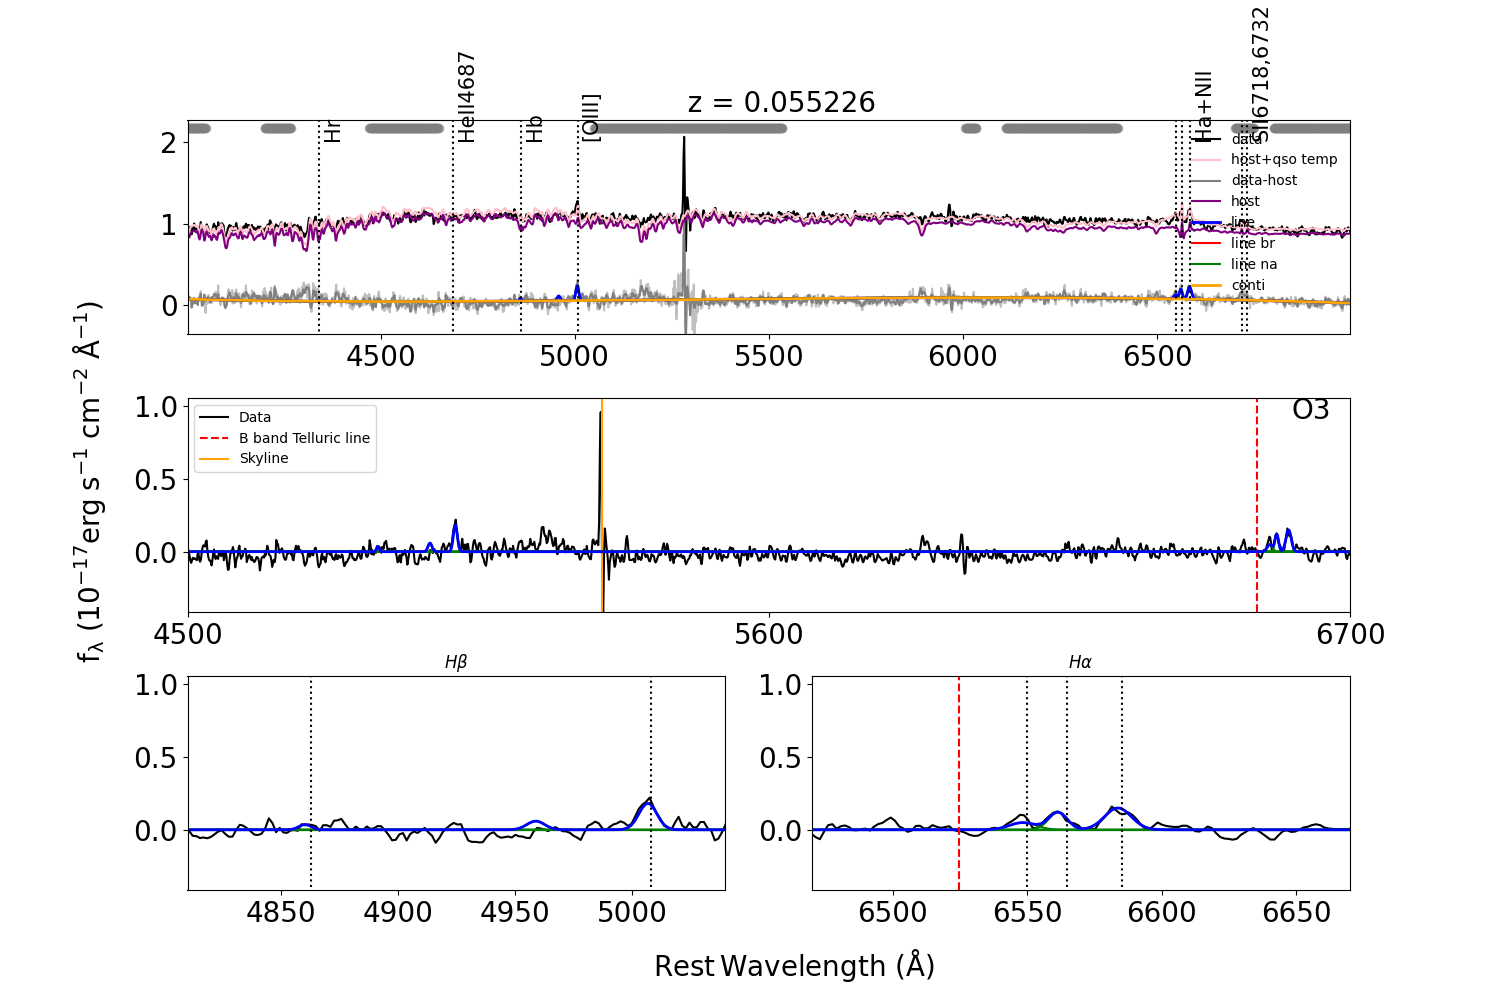 z = 0.055226
Hr
HeII4687
Hb
[OIII]
Ha+NII
SII6718,6732
data
host+qso temp
data-host
host
line
line br
line na
conti
2
1
0
4500 5000 5500 6000 6500
f_λ (10^−17 erg s^−1 cm^−2 Å^−1)
O3
Data
B band Telluric line
Skyline
1.0
0.5
0.0
4500 5600 6700
Hβ
1.0
0.5
0.0
4850 4900 4950 5000
Hα
1.0
0.5
0.0
6500 6550 6600 6650
Rest Wavelength (Å)